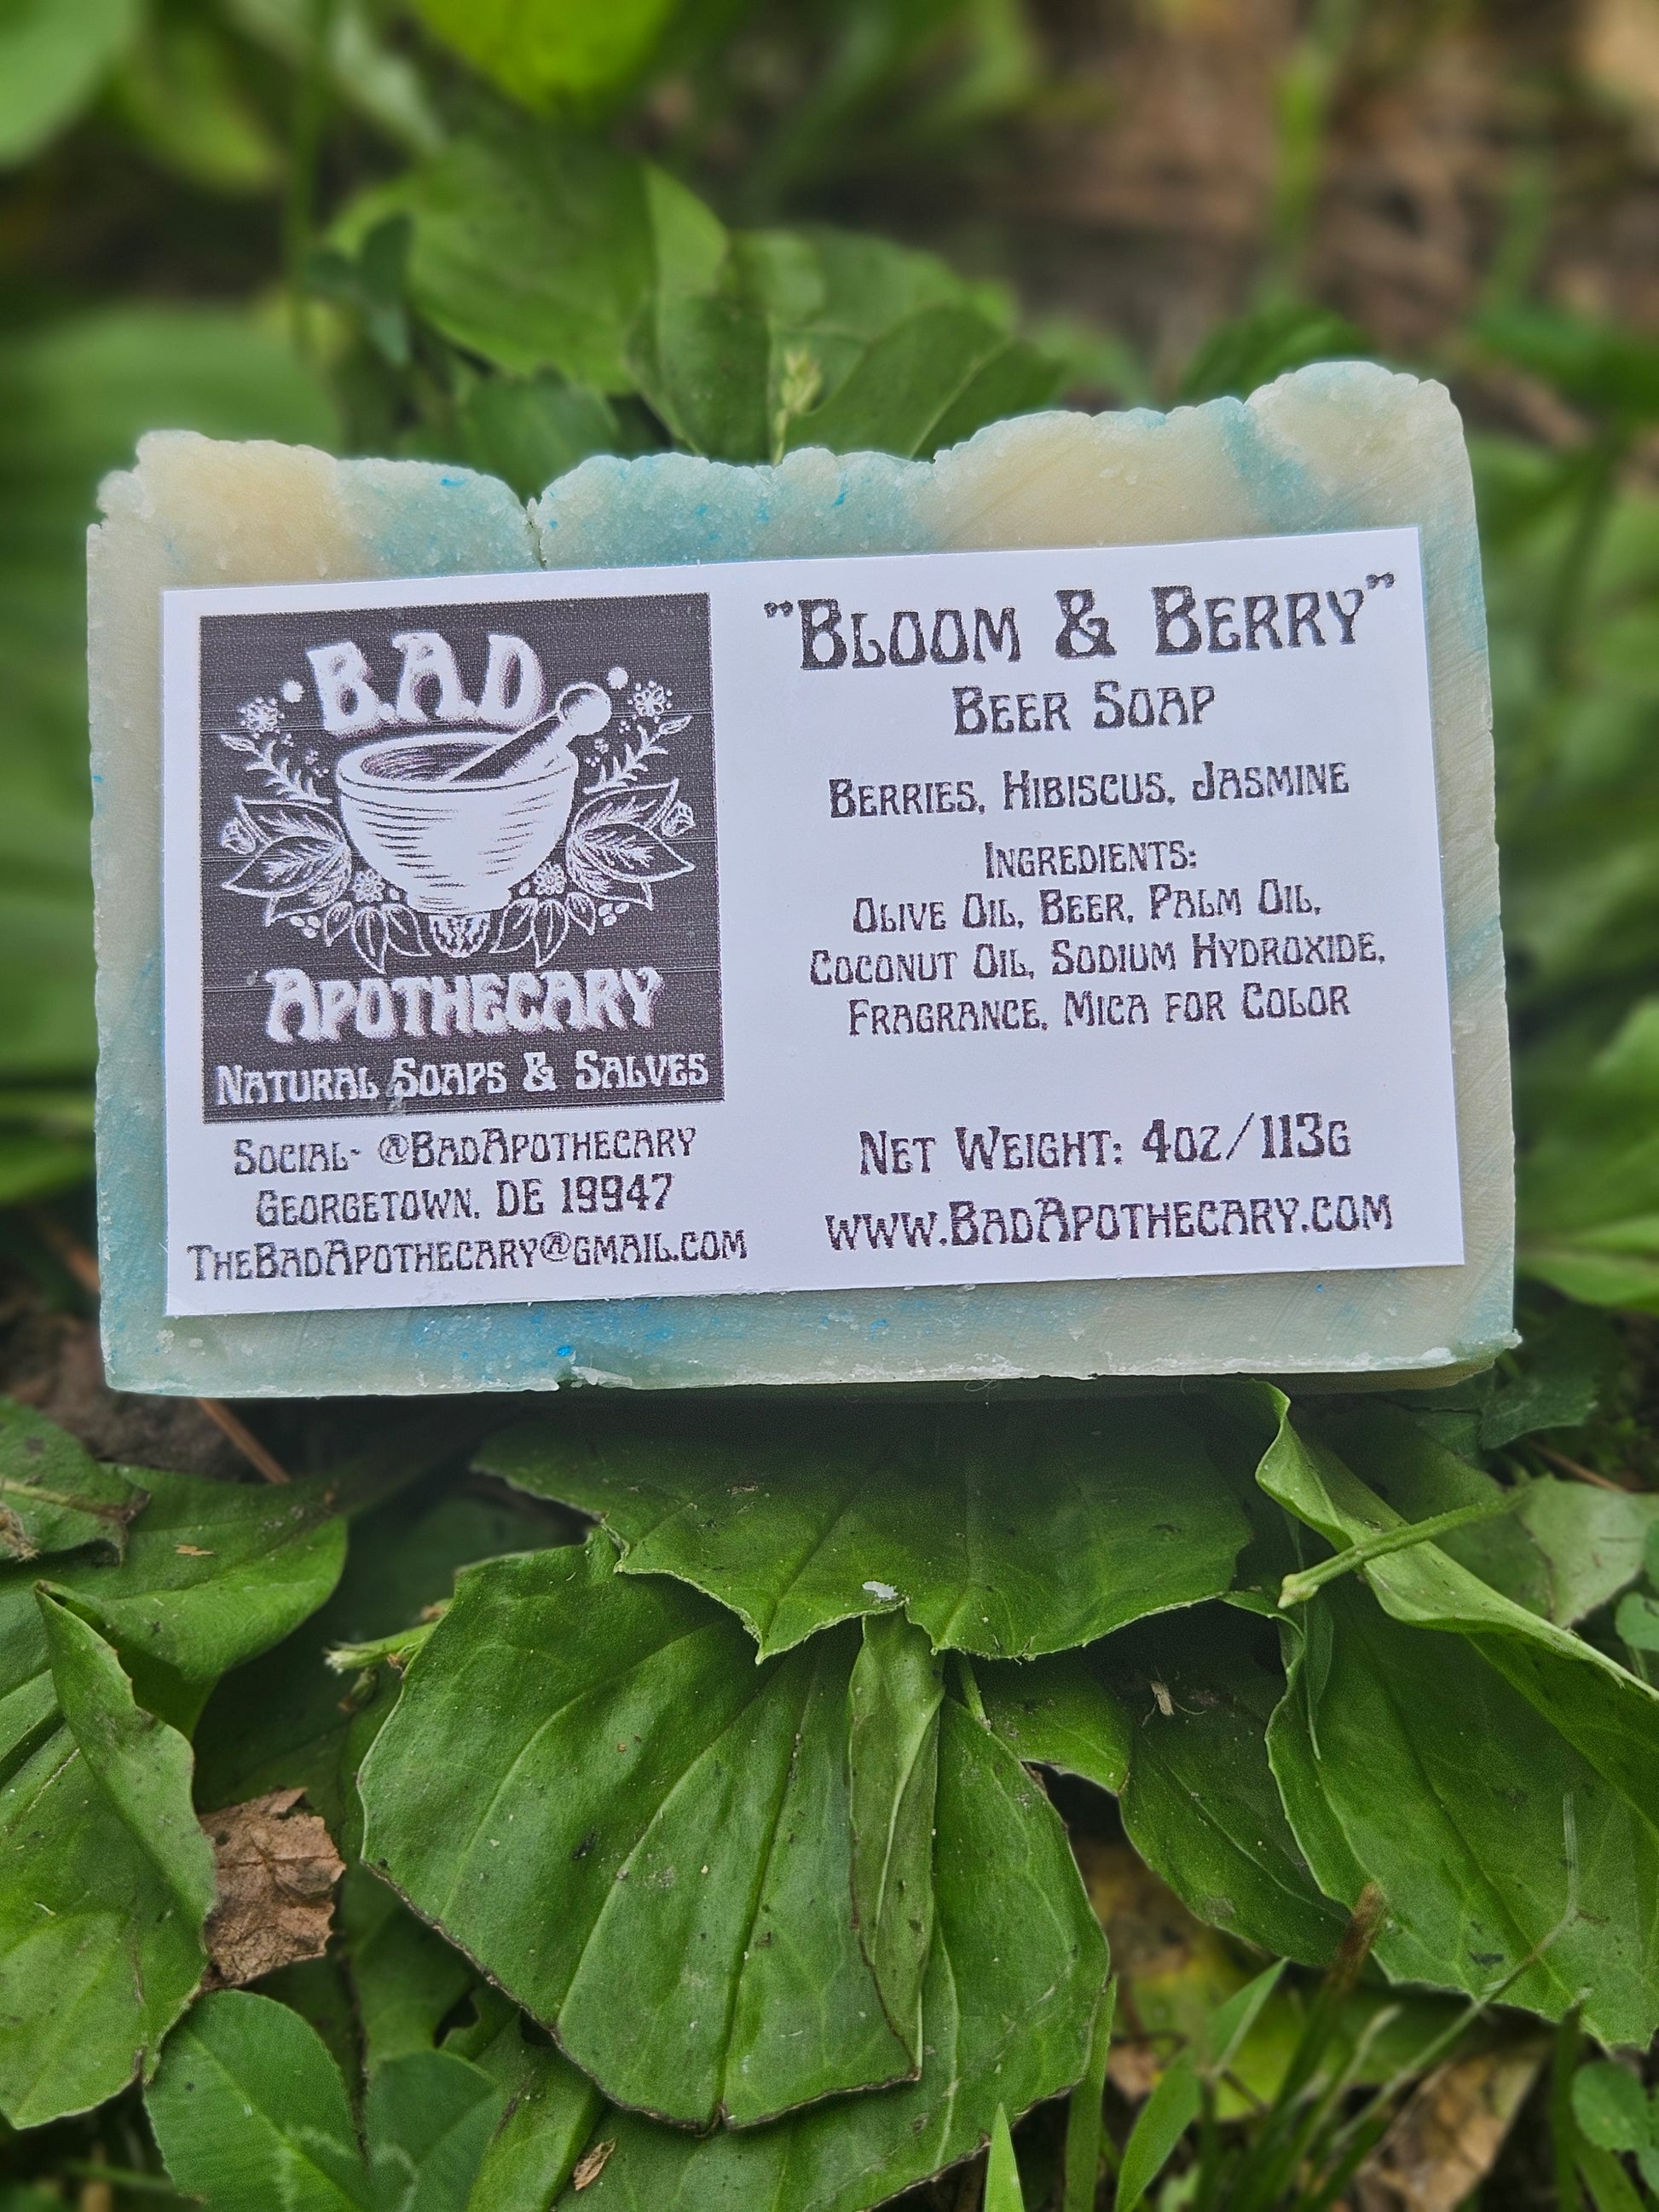 BAD
APOTHECARY
NATURAL SOAPS & SALVES
SOCIAL- @BADAPOTHECARY
GEORGETOWN, DE 19947
THEBADAPOTHECARY@GMAIL.COM
"BLOOM & BERRY"
BEER SOAP
BERRIES, HIBISCUS, JASMINE
INGREDIENTS:
OLIVE OIL, BEER, PALM OIL,
COCONUT OIL, SODIUM HYDROXIDE,
FRAGRANCE, MICA FOR COLOR
NET WEIGHT: 4OZ/113G
WWW.BADAPOTHECARY.COM